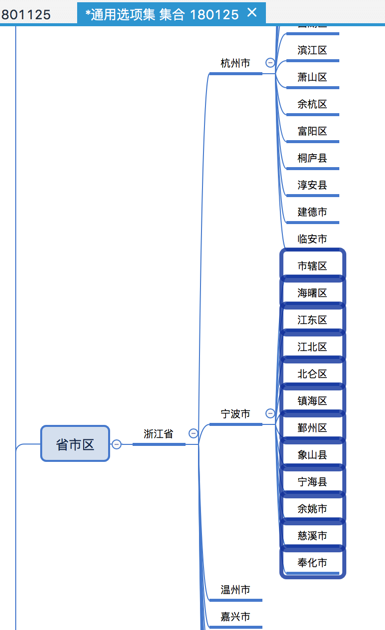 801125
*通用选项集 集合 180125
杭州市
滨江区
萧山区
余杭区
富阳区
桐庐县
淳安县
建德市
临安市
市辖区
海曙区
江东区
江北区
北仑区
镇海区
宁波市
鄞州区
省市区
浙江省
象山县
宁海县
余姚市
慈溪市
奉化市
温州市
嘉兴市